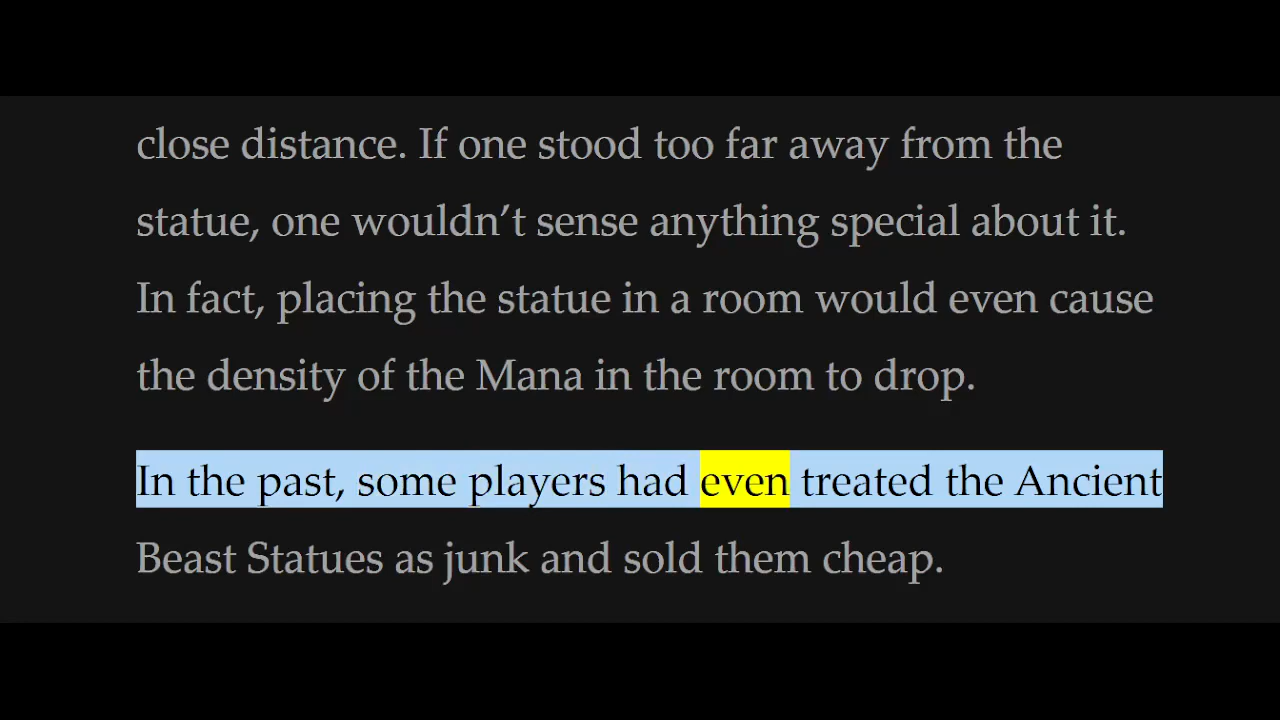 close distance. If one stood too far away from the
statue, one wouldn’t sense anything special about it.
In fact, placing the statue in a room would even cause
the density of the Mana in the room to drop.
In the past, some players had even treated the Ancient
Beast Statues as junk and sold them cheap.